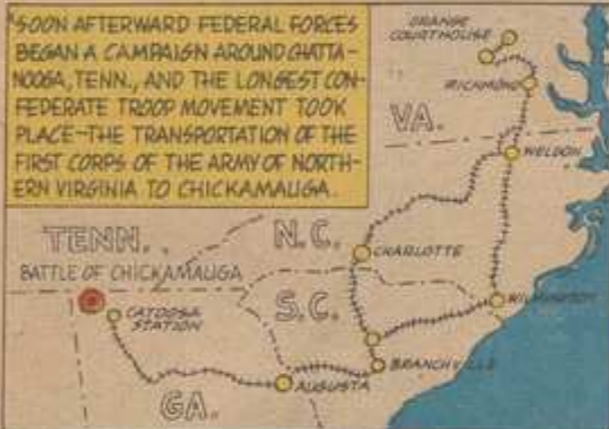 "SOON AFTERWARD FEDERAL FORCES
BEGAN A CAMPAIGN AROUND CHATTA-
NOOGA, TENN., AND THE LONGEST CON-
FEDERATE TROOP MOVEMENT TOOK
PLACE—THE TRANSPORTATION OF THE
FIRST CORPS OF THE ARMY OF NORTH-
ERN VIRGINIA TO CHICKAMAUGA.
ORANGE
COURTHOUSE
RICHMOND
VA.
WELDON
TENN.
N.C.
CHARLOTTE
BATTLE OF CHICKAMAUGA
S.C.
WILMINGTON
CATOOSA
STATION
BRANCHVILLE
AUGUSTA
GA.